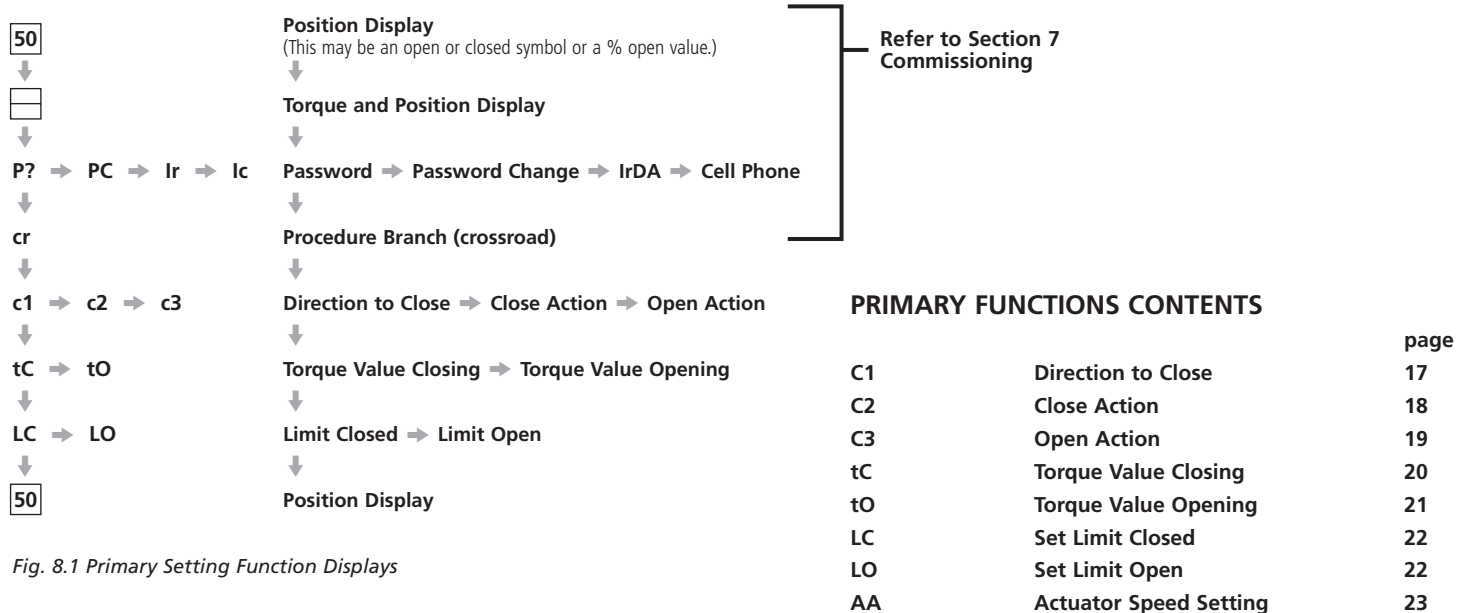 50
Position Display
(This may be an open or closed symbol or a % open value.)
Torque and Position Display
P? PC Ir Ic
Password Password Change IrDA Cell Phone
cr
Procedure Branch (crossroad)
Refer to Section 7
Commissioning
c1 c2 c3
Direction to Close Close Action Open Action
tC tO
Torque Value Closing Torque Value Opening
LC LO
Limit Closed Limit Open
50
Position Display
Fig. 8.1 Primary Setting Function Displays
PRIMARY FUNCTIONS CONTENTS
page
C1 Direction to Close 17
C2 Close Action 18
C3 Open Action 19
tC Torque Value Closing 20
tO Torque Value Opening 21
LC Set Limit Closed 22
LO Set Limit Open 22
AA Actuator Speed Setting 23